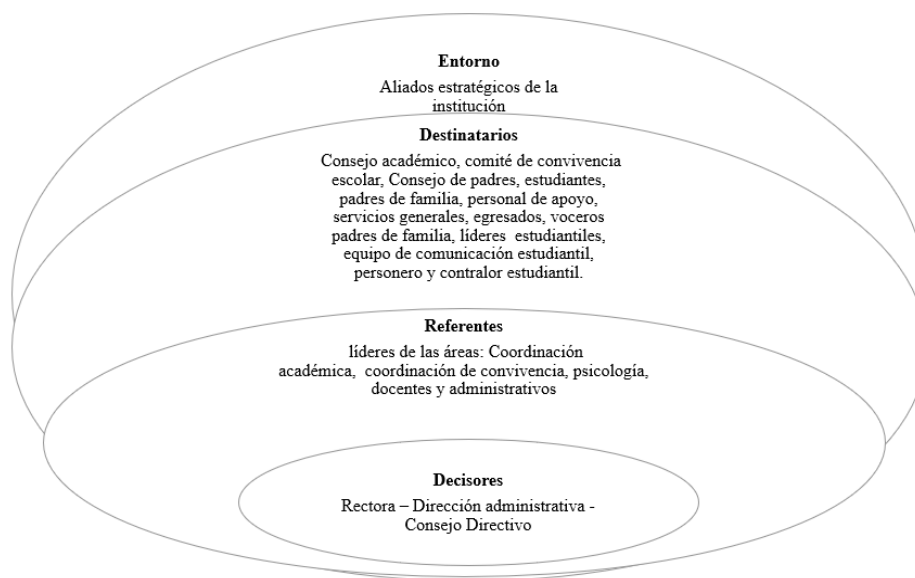 Entorno
Aliados estratégicos de la
institución
Destinatarios
Consejo académico, comité de convivencia
escolar, Consejo de padres, estudiantes,
padres de familia, personal de apoyo,
servicios generales, egresados, voceros
padres de familia, líderes estudiantiles,
equipo de comunicación estudiantil,
personero y contralor estudiantil.
Referentes
líderes de las áreas: Coordinación
académica, coordinación de convivencia, psicología,
docentes y administrativos
Decisores
Rectora – Dirección administrativa -
Consejo Directivo